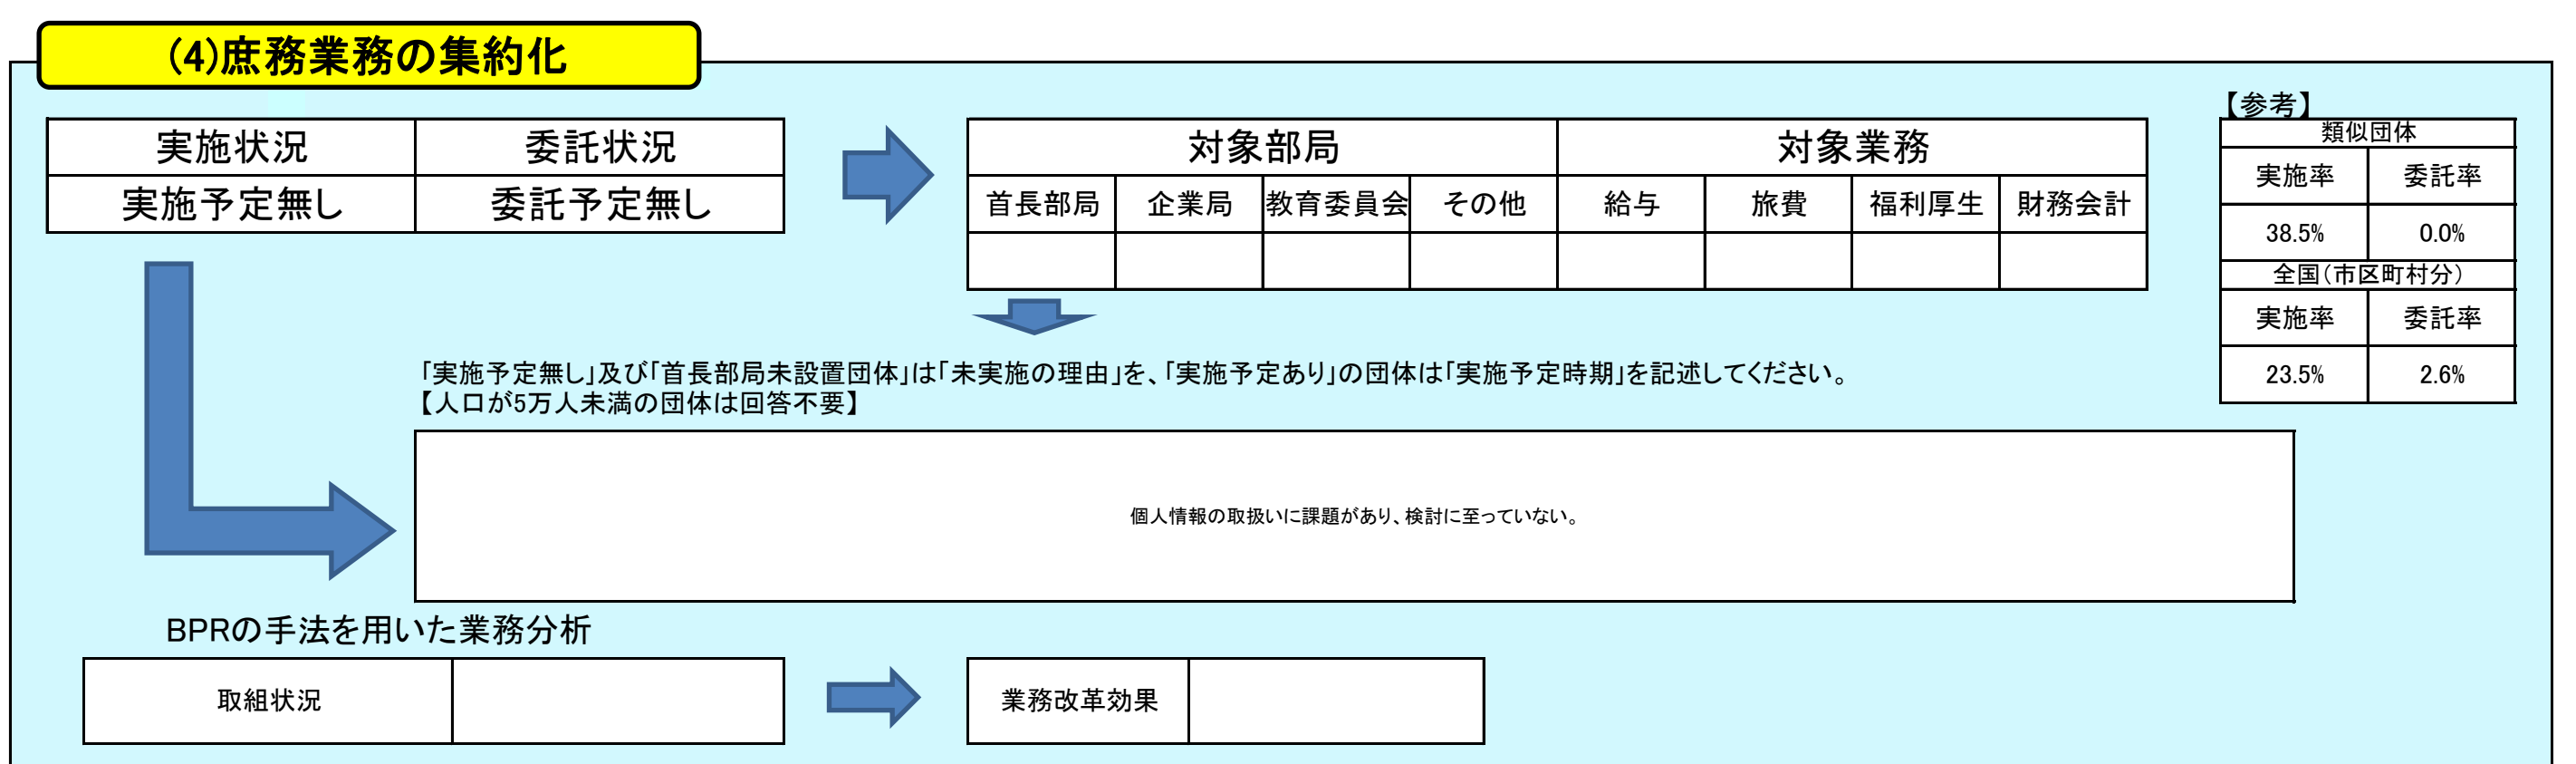 (4)庶務業務の集約化
実施状況 委託状況
実施予定無し 委託予定無し
対象部局 対象業務
首長部局 企業局 教育委員会 その他 給与 旅費 福利厚生 財務会計
【参考】
類似団体
実施率 委託率
38.5% 0.0%
全国(市区町村分)
実施率 委託率
23.5% 2.6%
「実施予定無し」及び「首長部局未設置団体」は「未実施の理由」を、「実施予定あり」の団体は「実施予定時期」を記述してください。
【人口が5万人未満の団体は回答不要】
個人情報の取扱いに課題があり、検討に至っていない。
BPRの手法を用いた業務分析
取組状況
業務改革効果